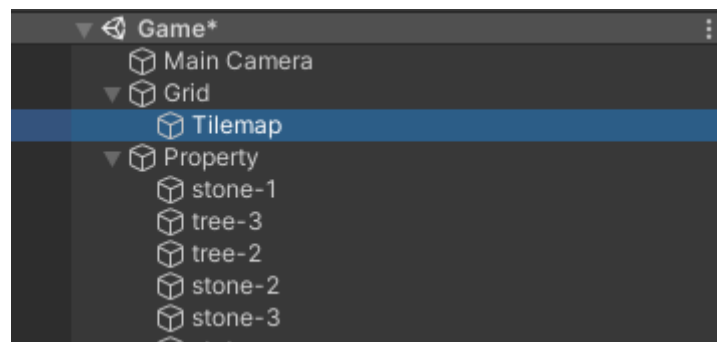 Game*
Main Camera
Grid
Tilemap
Property
stone-1
tree-3
tree-2
stone-2
stone-3